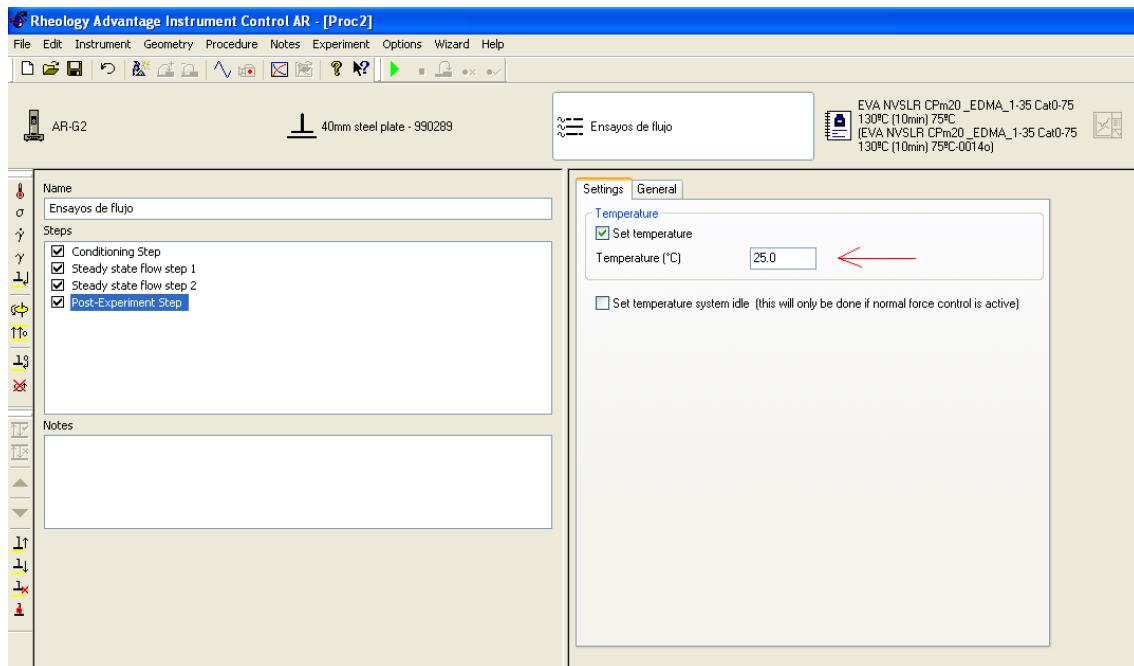 Rheology Advantage Instrument Control AR - [Proc2]
File Edit Instrument Geometry Procedure Notes Experiment Options Wizard Help
AR-G2
40mm steel plate - 990289
Ensayos de flujo
EVA NVSLR CPm20 _EDMA_1-35 Cat0-75
130ºC (10min) 75ºC
(EVA NVSLR CPm20 _EDMA_1-35 Cat0-75
130ºC (10min) 75ºC-0014o)
Name
Ensayos de flujo
Steps
Conditioning Step
Steady state flow step 1
Steady state flow step 2
Post-Experiment Step
Notes
Settings General
Temperature
Set temperature
Temperature (°C) 25.0
Set temperature system idle (this will only be done if normal force control is active)